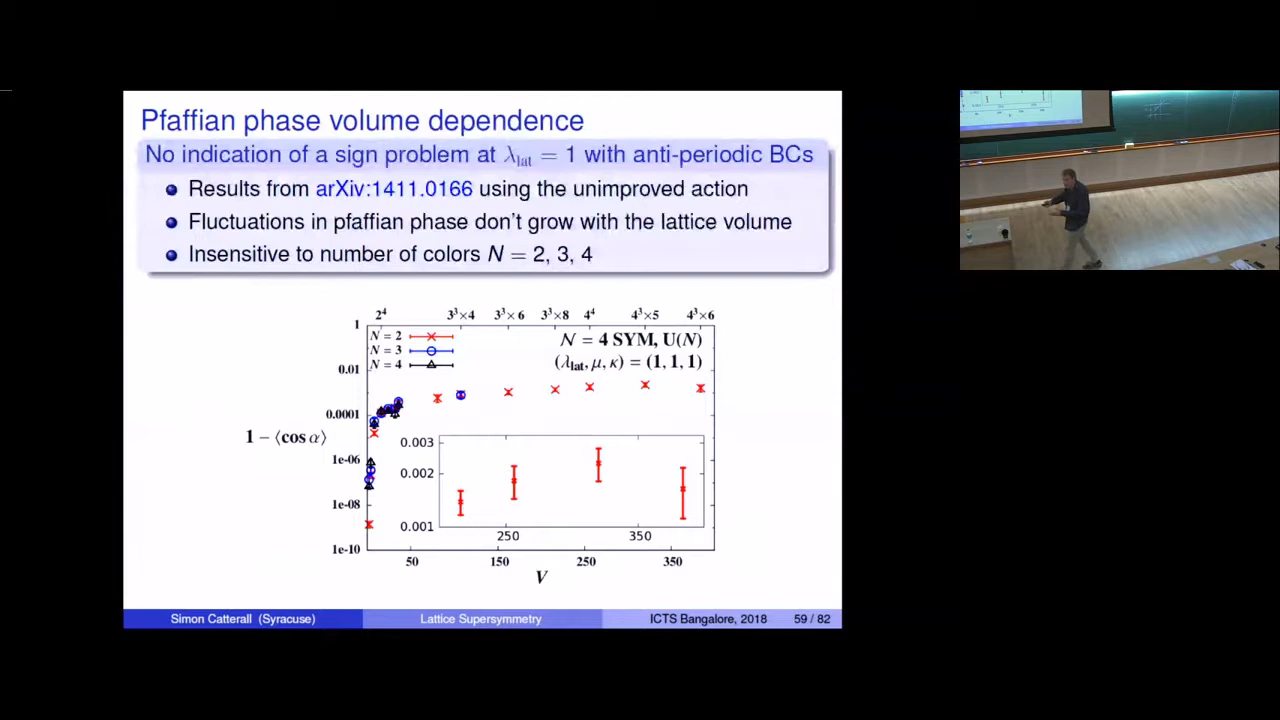 Pfaffian phase volume dependence
No indication of a sign problem at λ_lat = 1 with anti-periodic BCs
Results from arXiv:1411.0166 using the unimproved action
Fluctuations in pfaffian phase don't grow with the lattice volume
Insensitive to number of colors N = 2, 3, 4
2⁴ 3³×4 3³×6 3³×8 4⁴ 4³×5 4³×6
1
N = 2
N = 3
N = 4
𝒩 = 4 SYM, U(N)
(λ_lat, μ, κ) = (1, 1, 1)
0.01
0.0001
1 − ⟨cos α⟩
1e-06
1e-08
1e-10
0.003
0.002
0.001
250 350
50 150 250 350
V
Simon Catterall (Syracuse) Lattice Supersymmetry ICTS Bangalore, 2018 59 / 82